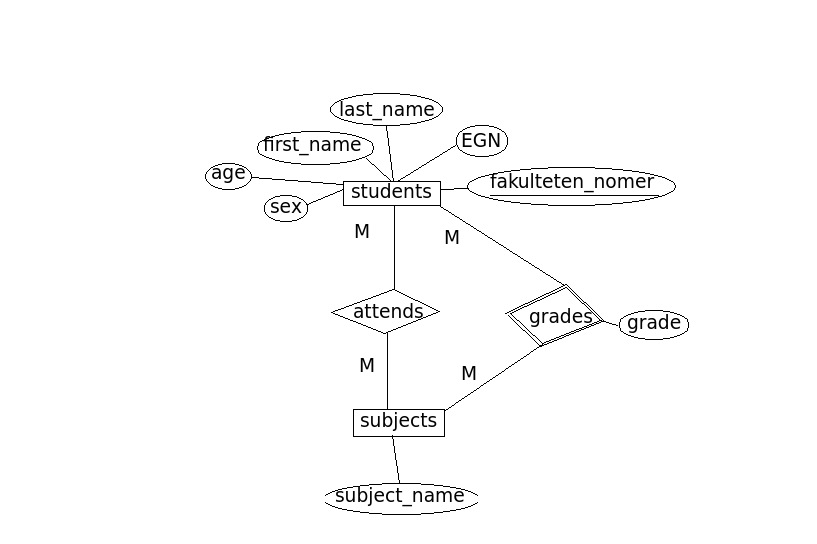 last_name
first_name
EGN
age
fakulteten_nomer
sex
students
M
M
attends
grades
grade
M
M
subjects
subject_name